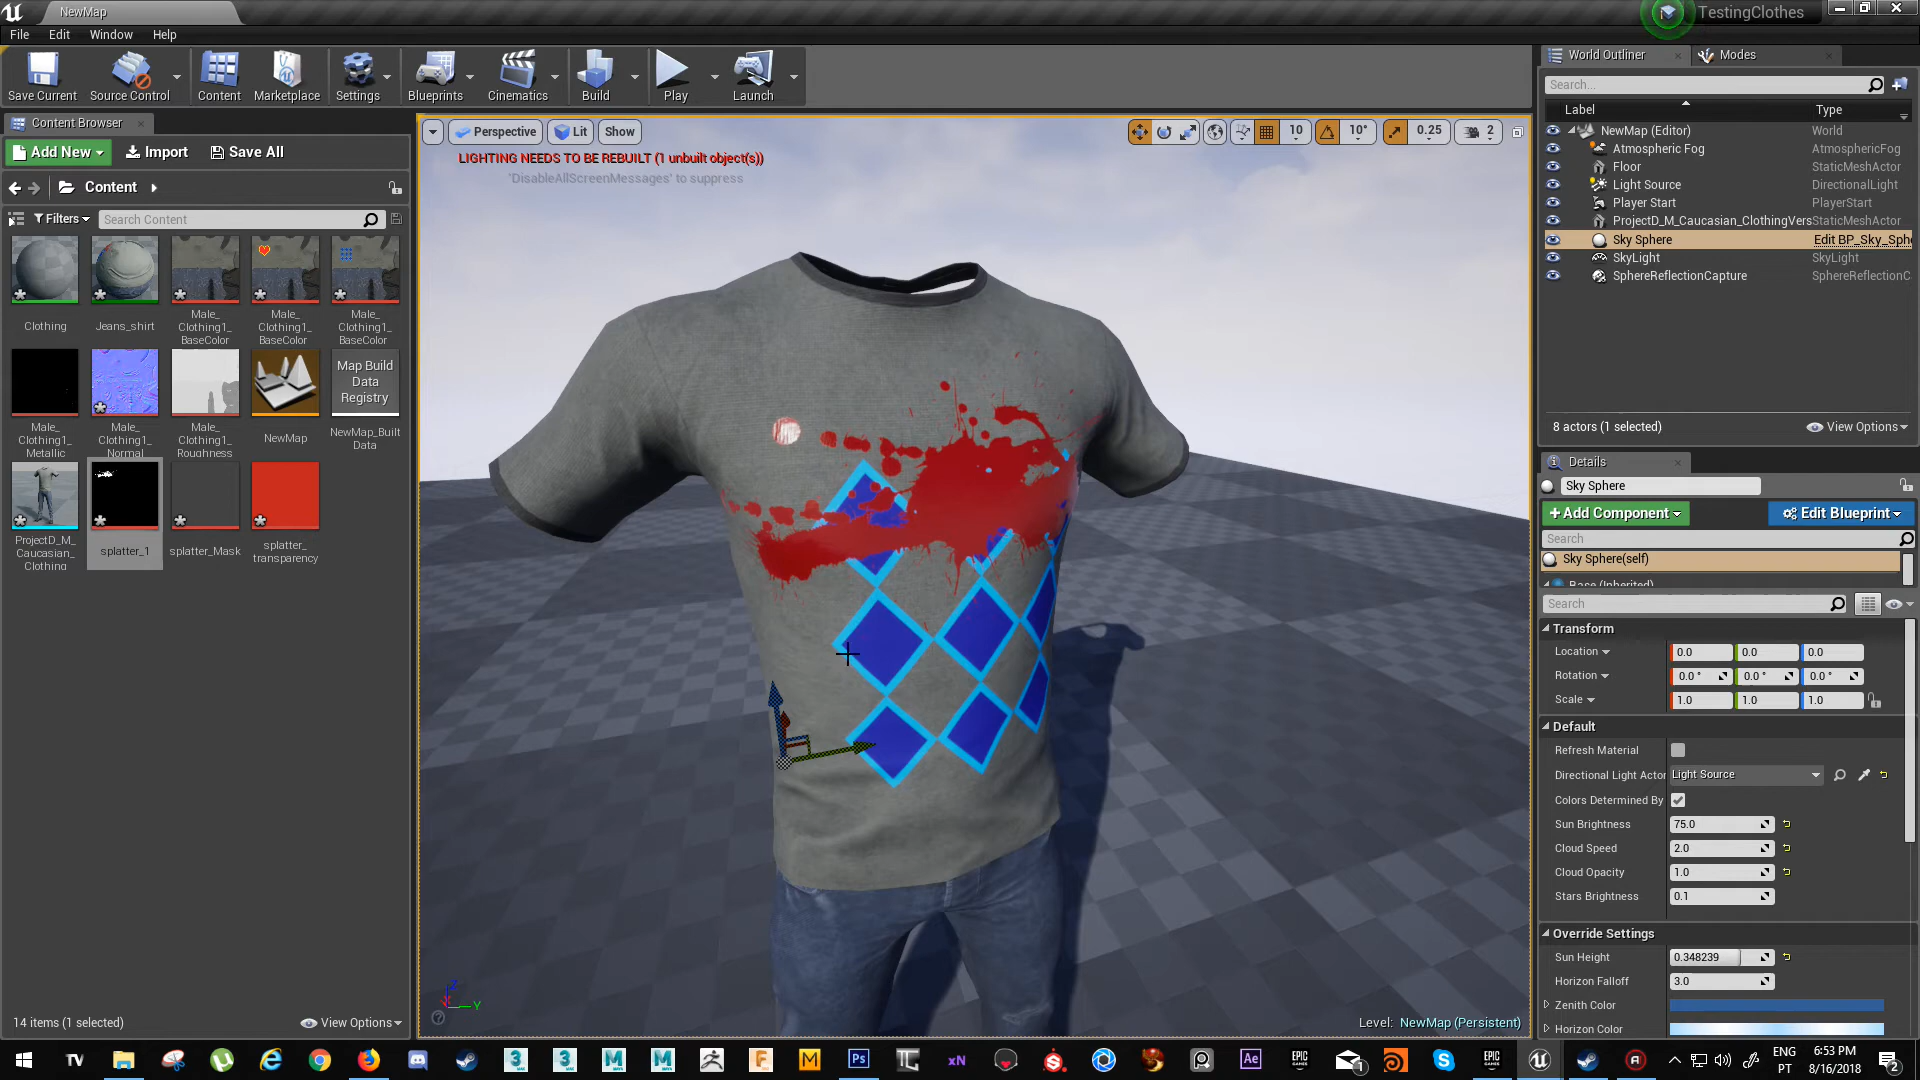 NewMap
TestingClothes
File Edit Window Help
Save Current Source Control Content Marketplace Settings Blueprints Cinematics Build Play Launch
Content Browser
Add New Import Save All
Content
Filters Search Content
Clothing
Jeans_shirt
Male_
Clothing1_
BaseColor
Male_
Clothing1_
BaseColor
Male_
Clothing1_
BaseColor
Male_
Clothing1_
Metallic
Male_
Clothing1_
Normal
Male_
Clothing1_
Roughness
NewMap
Map Build
Data
Registry
NewMap_Built
Data
ProjectD_M_
Caucasian_
Clothing
splatter_1
splatter_Mask
splatter_
transparency
14 items (1 selected) View Options
Perspective Lit Show
10 10° 0.25 2
LIGHTING NEEDS TO BE REBUILT (1 unbuilt object(s))
'DisableAllScreenMessages' to suppress
Z
X Y
Level: NewMap (Persistent)
World Outliner Modes
Search...
Label Type
NewMap (Editor) World
Atmospheric Fog AtmosphericFog
Floor StaticMeshActor
Light Source DirectionalLight
Player Start PlayerStart
ProjectD_M_Caucasian_ClothingVers StaticMeshActor
Sky Sphere Edit BP_Sky_Sph
SkyLight SkyLight
SphereReflectionCapture SphereReflectionC
8 actors (1 selected) View Options
Details
Sky Sphere
+Add Component Edit Blueprint
Search
Sky Sphere(self)
Search
Transform
Location 0.0 0.0 0.0
Rotation 0.0 ° 0.0 ° 0.0 °
Scale 1.0 1.0 1.0
Default
Refresh Material
Directional Light Actor Light Source
Colors Determined By
Sun Brightness 75.0
Cloud Speed 2.0
Cloud Opacity 1.0
Stars Brightness 0.1
Override Settings
Sun Height 0.348239
Horizon Falloff 3.0
Zenith Color
Horizon Color
ENG
PT
6:53 PM
8/16/2018